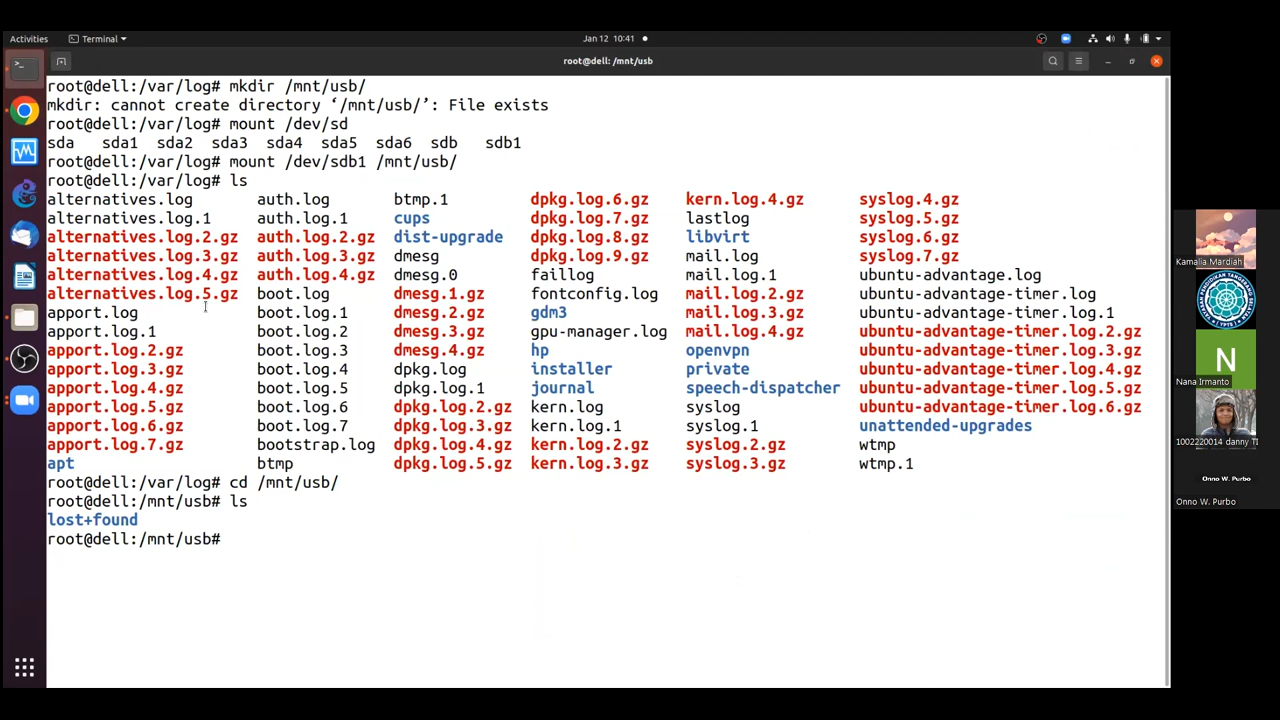 Activities Terminal Jan 12 10:41
root@dell: /mnt/usb
root@dell:/var/log# mkdir /mnt/usb/
mkdir: cannot create directory ‘/mnt/usb/’: File exists
root@dell:/var/log# mount /dev/sd
sda sda1 sda2 sda3 sda4 sda5 sda6 sdb sdb1
root@dell:/var/log# mount /dev/sdb1 /mnt/usb/
root@dell:/var/log# ls
alternatives.log auth.log btmp.1 dpkg.log.6.gz kern.log.4.gz syslog.4.gz
alternatives.log.1 auth.log.1 cups dpkg.log.7.gz lastlog syslog.5.gz
alternatives.log.2.gz auth.log.2.gz dist-upgrade dpkg.log.8.gz libvirt syslog.6.gz
alternatives.log.3.gz auth.log.3.gz dmesg dpkg.log.9.gz mail.log syslog.7.gz
alternatives.log.4.gz auth.log.4.gz dmesg.0 faillog mail.log.1 ubuntu-advantage.log
alternatives.log.5.gz boot.log dmesg.1.gz fontconfig.log mail.log.2.gz ubuntu-advantage-timer.log
apport.log boot.log.1 dmesg.2.gz gdm3 mail.log.3.gz ubuntu-advantage-timer.log.1
apport.log.1 boot.log.2 dmesg.3.gz gpu-manager.log mail.log.4.gz ubuntu-advantage-timer.log.2.gz
apport.log.2.gz boot.log.3 dmesg.4.gz hp openvpn ubuntu-advantage-timer.log.3.gz
apport.log.3.gz boot.log.4 dpkg.log installer private ubuntu-advantage-timer.log.4.gz
apport.log.4.gz boot.log.5 dpkg.log.1 journal speech-dispatcher ubuntu-advantage-timer.log.5.gz
apport.log.5.gz boot.log.6 dpkg.log.2.gz kern.log syslog ubuntu-advantage-timer.log.6.gz
apport.log.6.gz boot.log.7 dpkg.log.3.gz kern.log.1 syslog.1 unattended-upgrades
apport.log.7.gz bootstrap.log dpkg.log.4.gz kern.log.2.gz syslog.2.gz wtmp
apt btmp dpkg.log.5.gz kern.log.3.gz syslog.3.gz wtmp.1
root@dell:/var/log# cd /mnt/usb/
root@dell:/mnt/usb# ls
lost+found
root@dell:/mnt/usb#
Kamalia Mardiah
N
Nana Irmanto
1002220014 danny TI
Onno W. Purbo
Onno W. Purbo